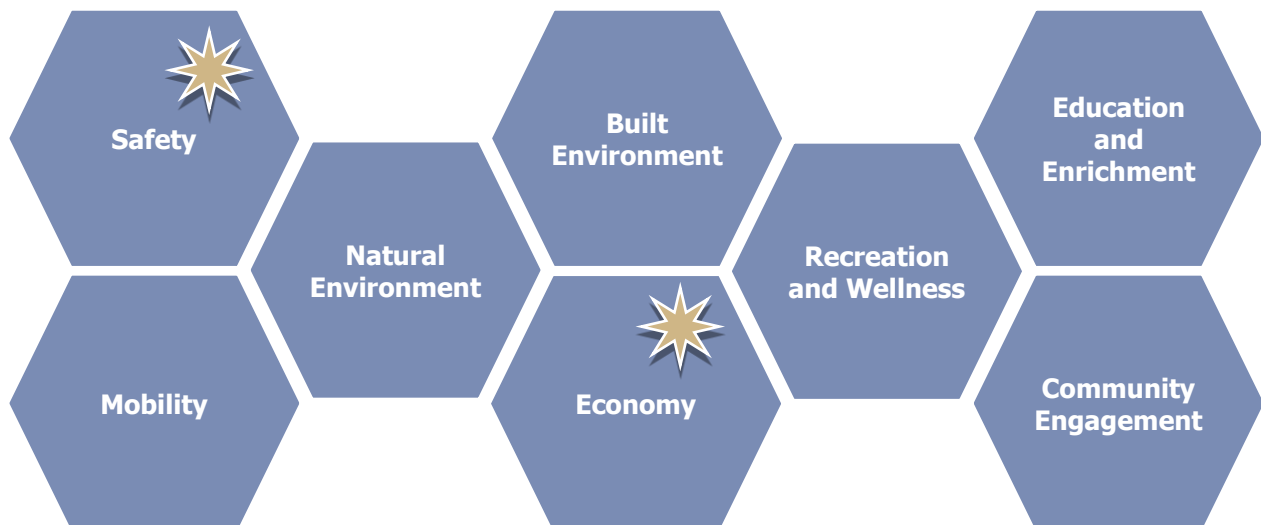 Safety
Built
Environment
Education
and
Enrichment
Natural
Environment
Recreation
and Wellness
Mobility
Economy
Community
Engagement